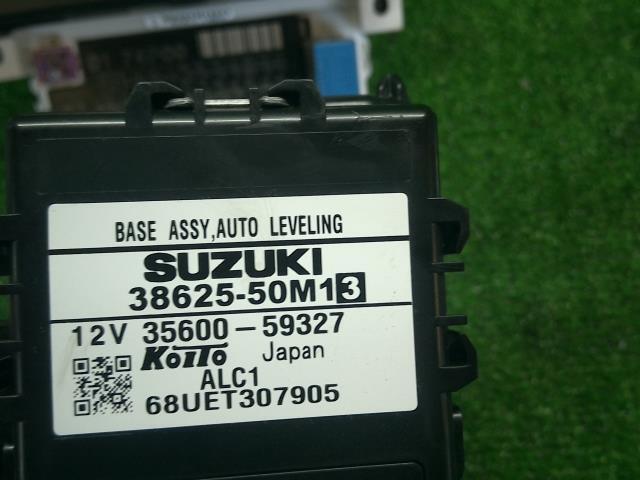 BASE ASSY,AUTO LEVELING
SUZUKI
38625-50M13
12V 35600-59327
Koito Japan
ALC1
68UET307905